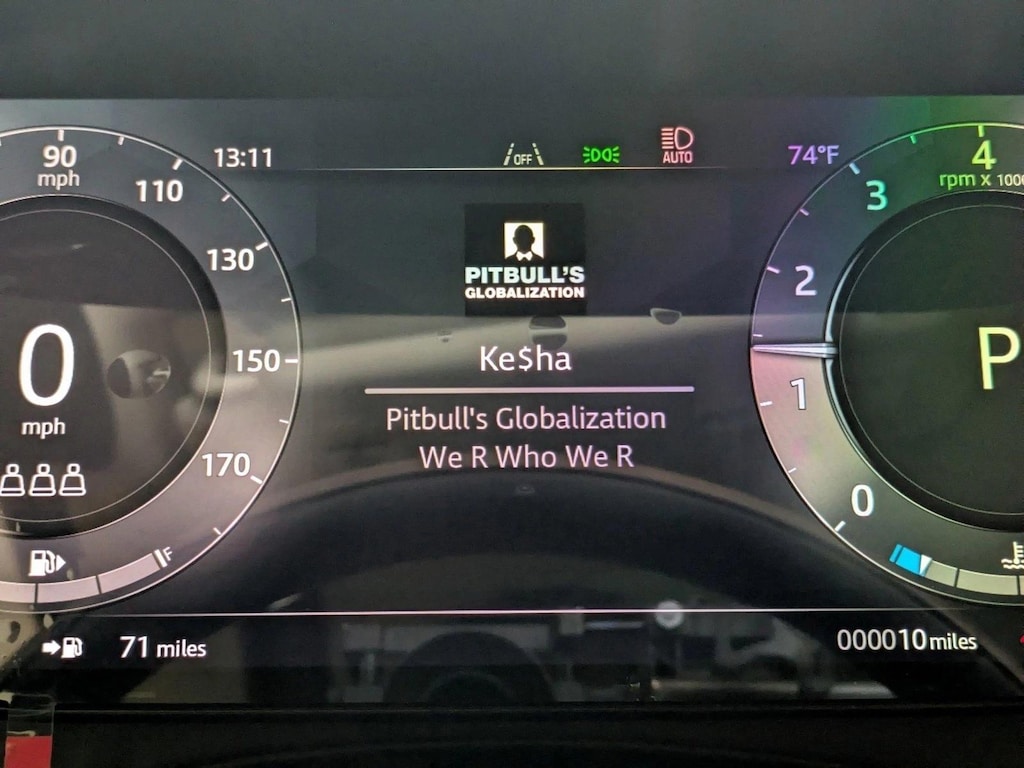 90
mph
110
130
150
170
0
mph
F
71 miles
13:11
OFF
AUTO
74°F
PITBULL'S
GLOBALIZATION
Ke$ha
Pitbull's Globalization
We R Who We R
4
rpm x 100
3
2
1
0
P
000010 miles